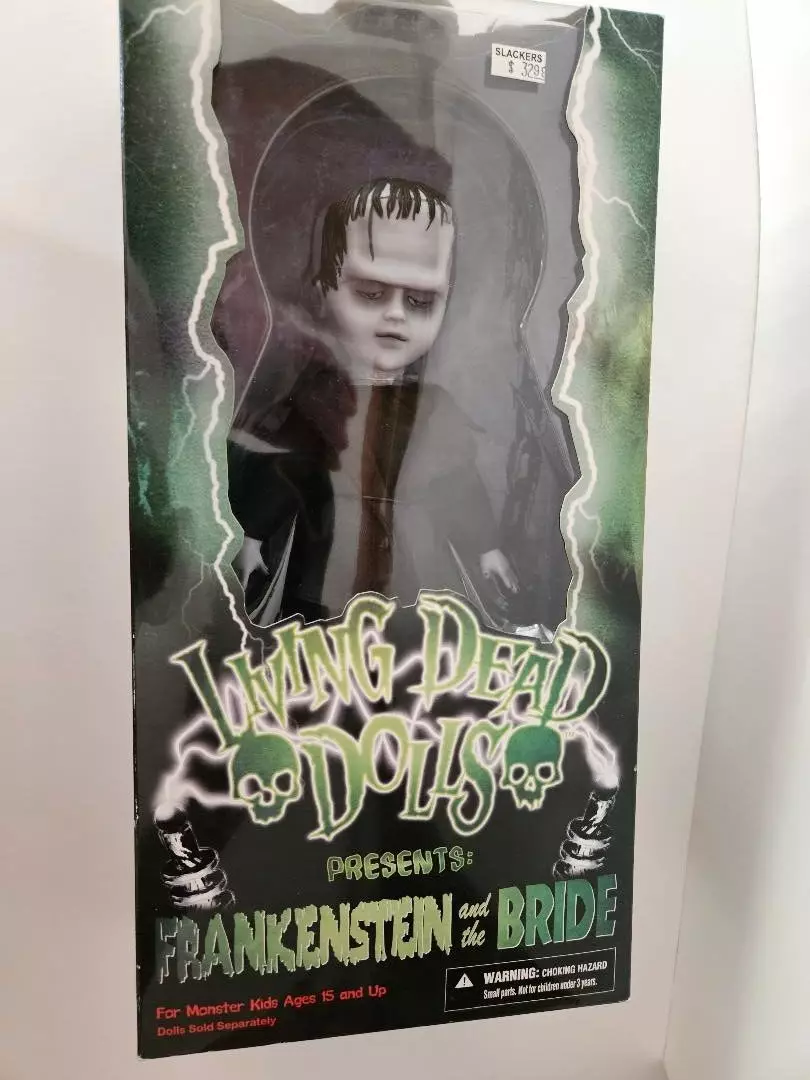 SLACKERS
$ 329
LIVING DEAD
DOLLS
PRESENTS:
FRANKENSTEIN and the BRIDE
WARNING: CHOKING HAZARD
Small parts. Not for children under 3 years.
For Monster Kids Ages 15 and Up
Dolls Sold Separately